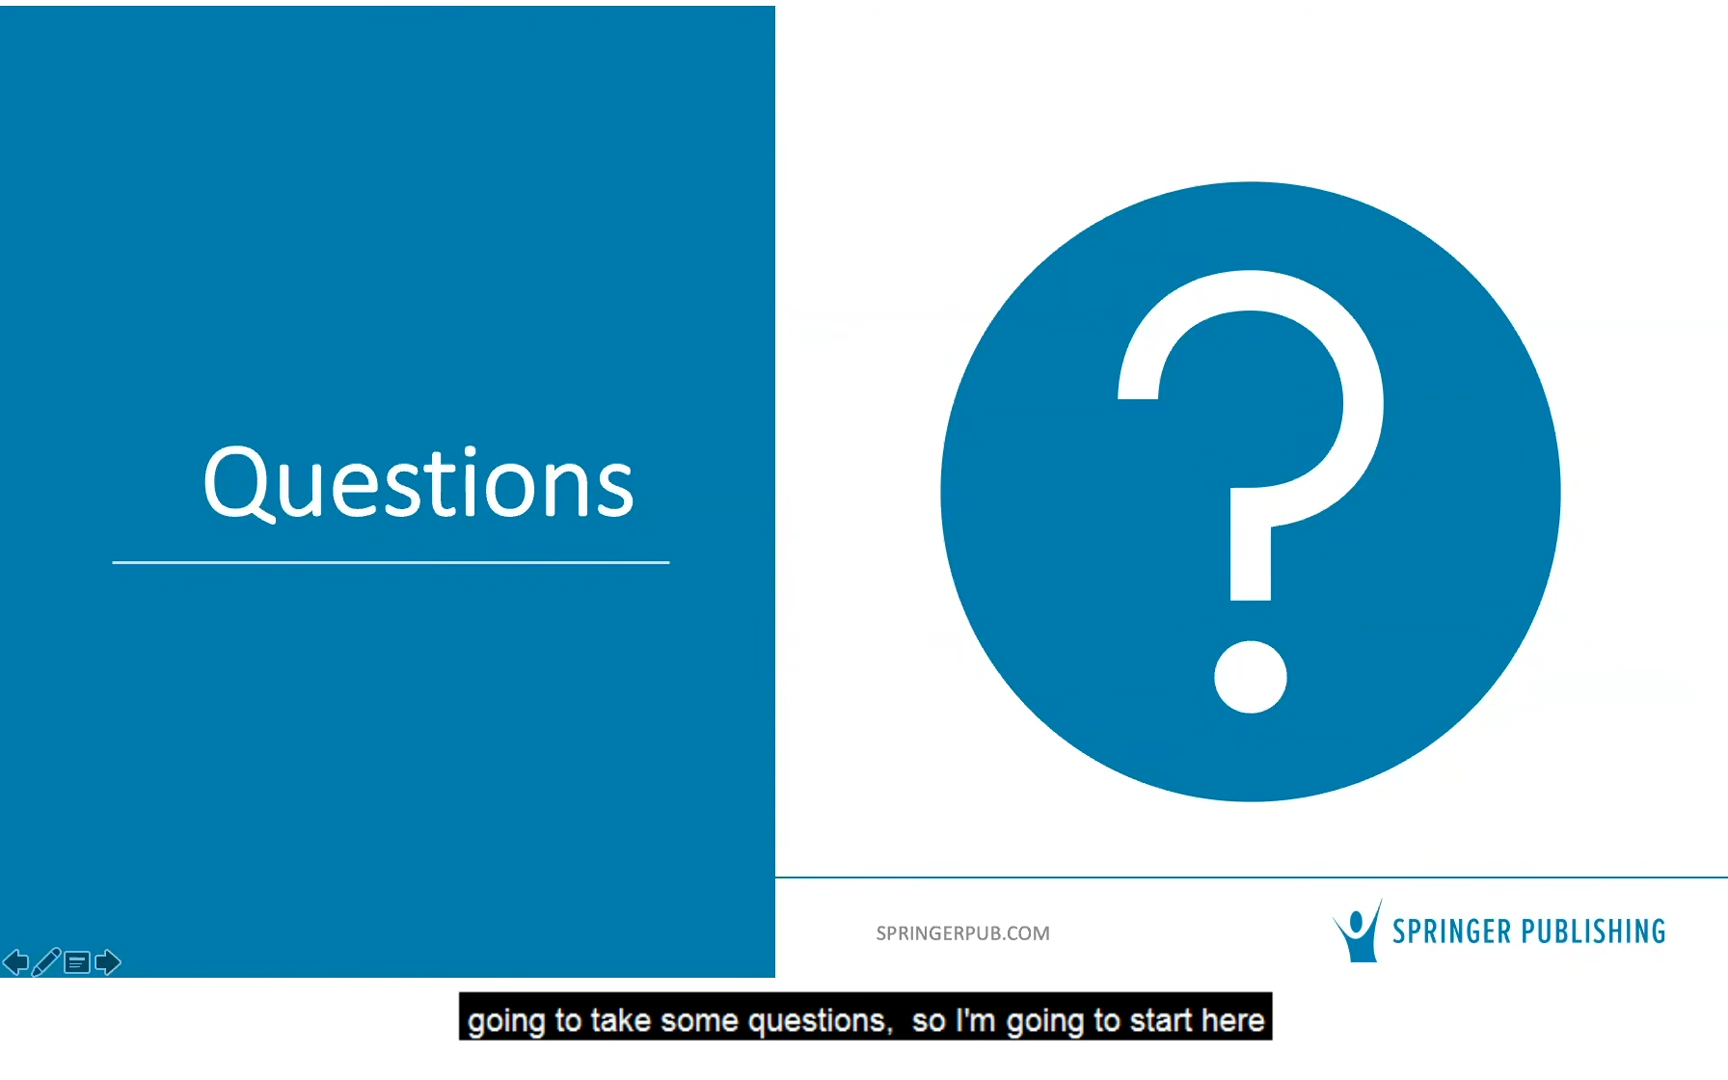 Questions
?
SPRINGERPUB.COM
SPRINGER PUBLISHING
going to take some questions, so I'm going to start here